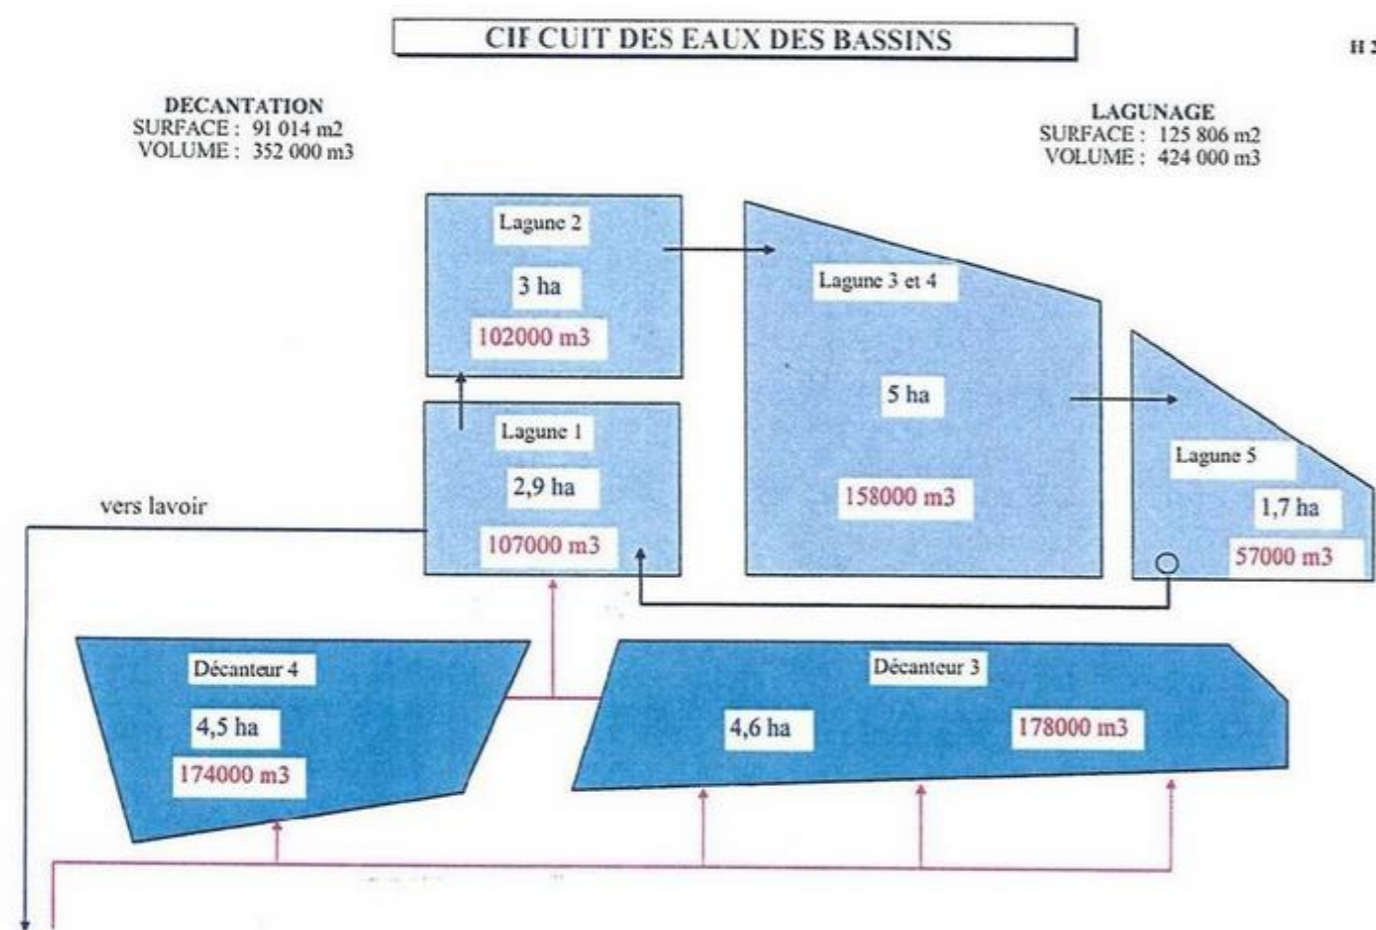 CIRCUIT DES EAUX DES BASSINS
H 2
DECANTATION
SURFACE : 91 014 m2
VOLUME : 352 000 m3
LAGUNAGE
SURFACE : 125 806 m2
VOLUME : 424 000 m3
Lagune 2
3 ha
102000 m3
Lagune 3 et 4
5 ha
158000 m3
Lagune 1
2,9 ha
107000 m3
Lagune 5
1,7 ha
57000 m3
vers lavoir
Décanteur 4
4,5 ha
174000 m3
Décanteur 3
4,6 ha
178000 m3